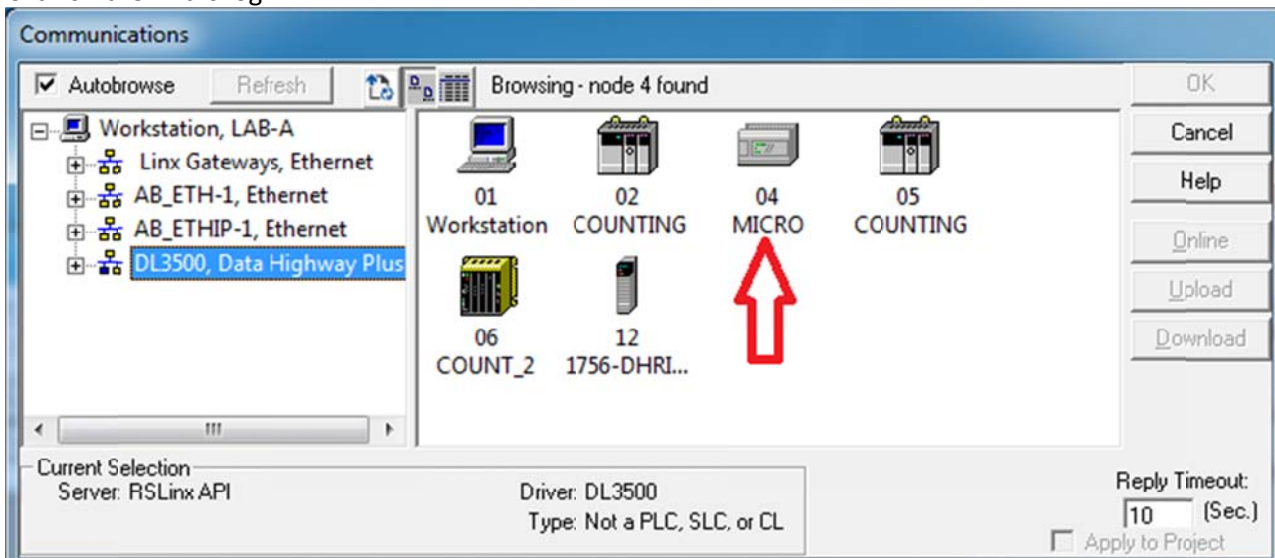 Communications
Autobrowse Refresh Browsing - node 4 found OK
Workstation, LAB-A
Linx Gateways, Ethernet
AB_ETH-1, Ethernet
AB_ETHIP-1, Ethernet
DL3500, Data Highway Plus
01
Workstation
02
COUNTING
04
MICRO
05
COUNTING
06
COUNT_2
12
1756-DHRI...
Cancel
Help
Online
Upload
Download
Current Selection
Server: RSLinx API
Driver: DL3500
Type: Not a PLC, SLC, or CL
Reply Timeout:
10 (Sec.)
Apply to Project